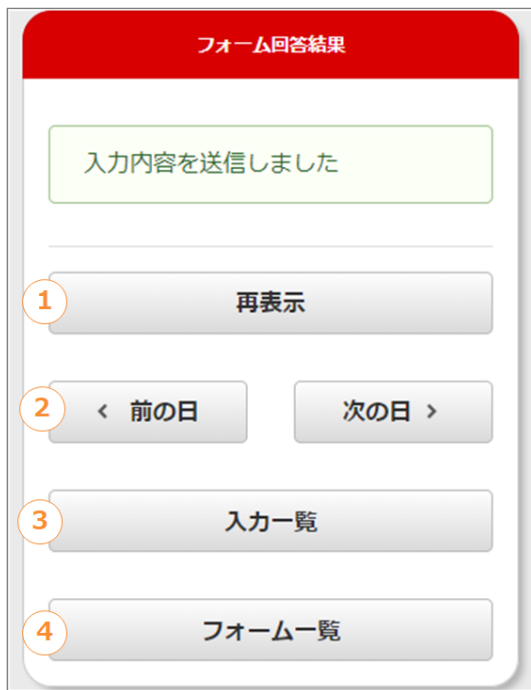 フォーム回答結果
入力内容を送信しました
1 再表示
2 < 前の日 次の日 >
3 入力一覧
4 フォーム一覧